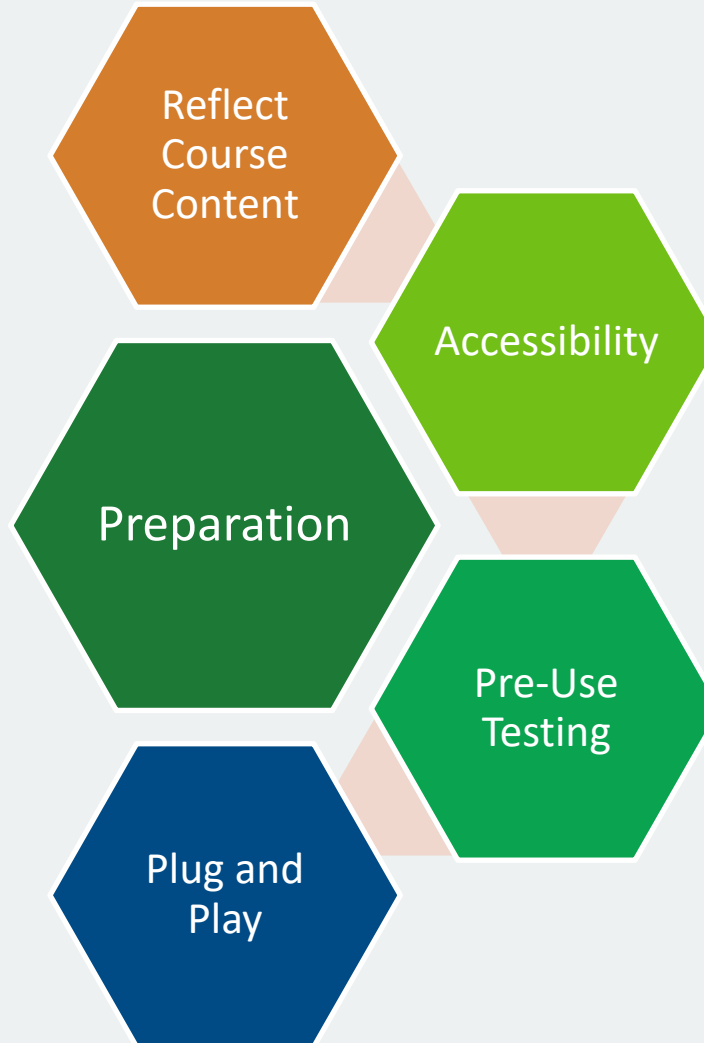 Reflect
Course
Content
Accessibility
Preparation
Pre-Use
Testing
Plug and
Play